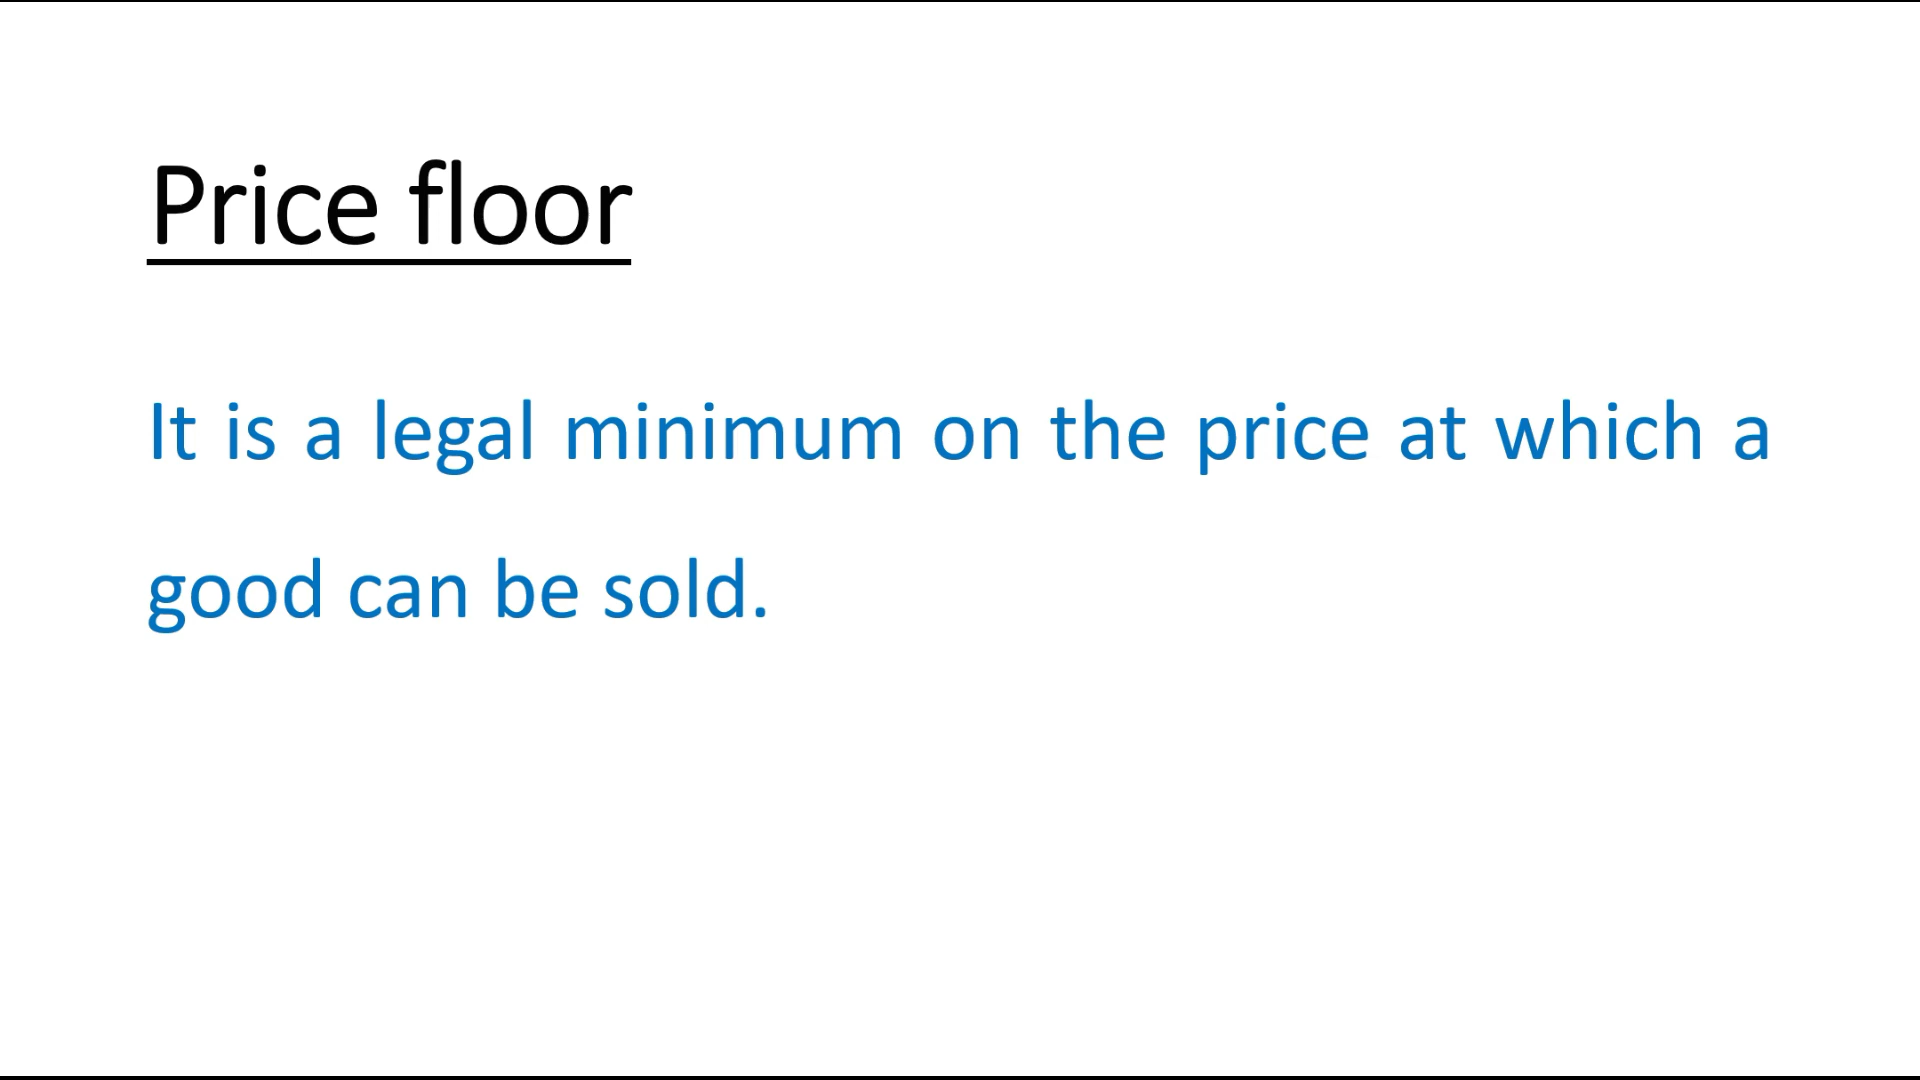 Price floor
It is a legal minimum on the price at which a
good can be sold.